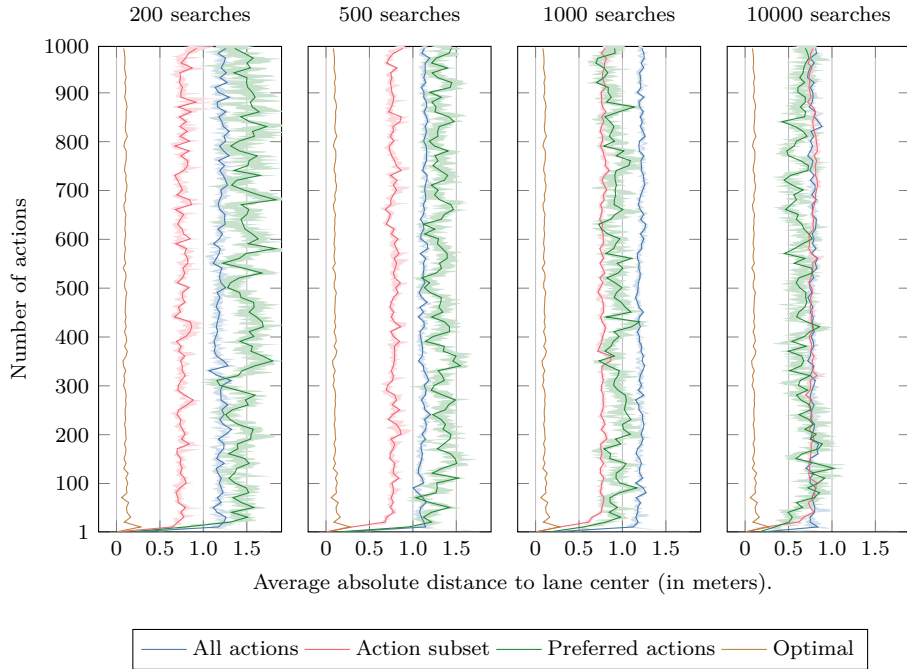 200 searches
500 searches
1000 searches
10000 searches
1000
900
800
700
600
500
400
300
200
100
1
Number of actions
0 0.5 1.0 1.5
0 0.5 1.0 1.5
0 0.5 1.0 1.5
0 0.5 1.0 1.5
Average absolute distance to lane center (in meters).
All actions
Action subset
Preferred actions
Optimal